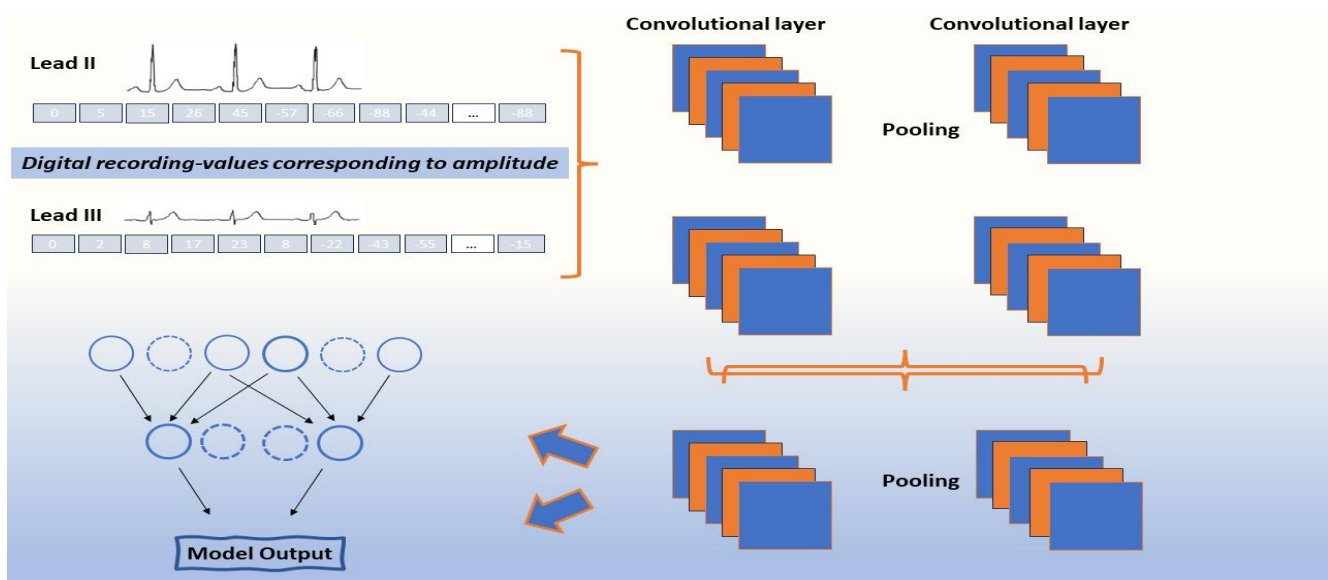 Convolutional layer Convolutional layer
Lead II
0 5 15 26 45 -57 -66 -88 -44 ... -88
Pooling
Digital recording-values corresponding to amplitude
Lead III
0 2 8 17 23 8 -22 -43 -55 ... -15
Pooling
Model Output